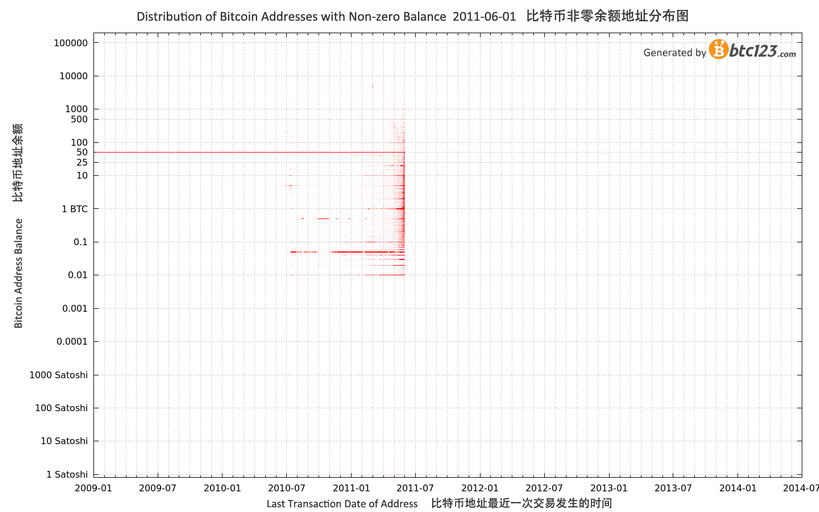 Distribution of Bitcoin Addresses with Non-zero Balance 2011-06-01 比特币非零余额地址分布图
Generated by btc123.com
Bitcoin Address Balance 比特币地址余额
100000
10000
1000
500
100
50
25
10
1 BTC
0.1
0.01
0.001
0.0001
1000 Satoshi
100 Satoshi
10 Satoshi
1 Satoshi
2009-01 2009-07 2010-01 2010-07 2011-01 2011-07 2012-01 2012-07 2013-01 2013-07 2014-01 2014-07
Last Transaction Date of Address 比特币地址最近一次交易发生的时间